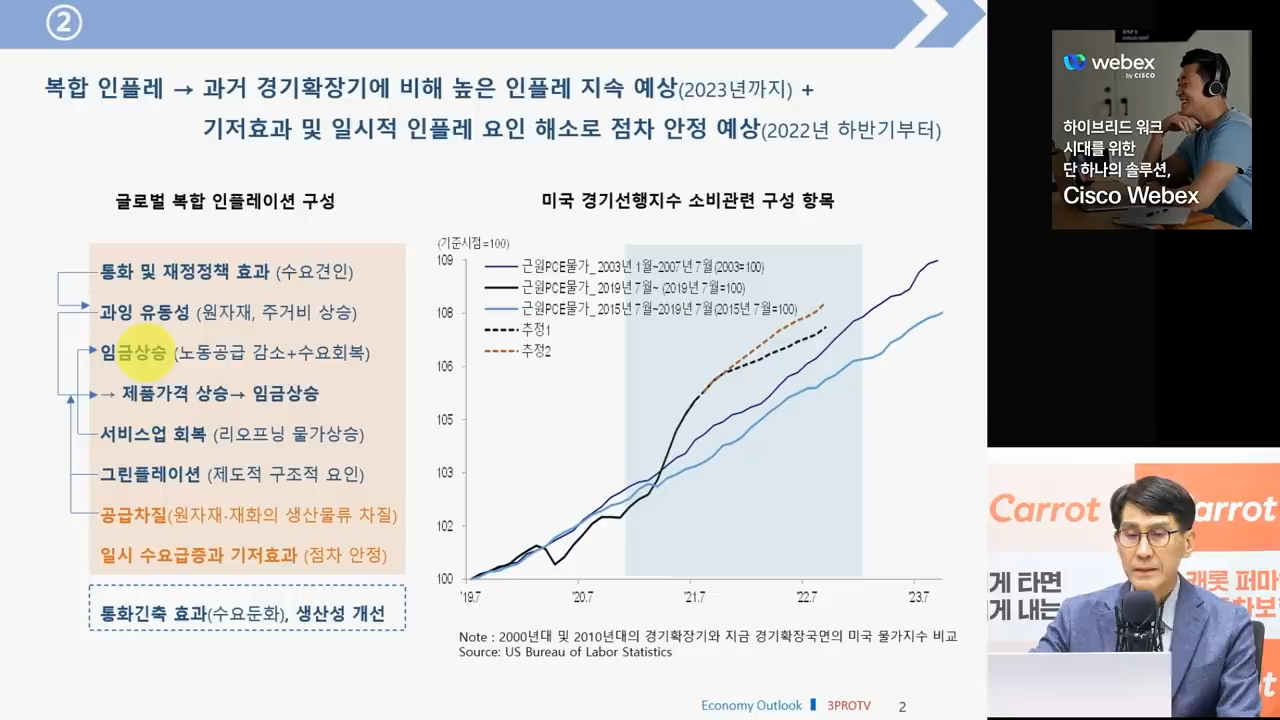 ②
복합 인플레 → 과거 경기확장기에 비해 높은 인플레 지속 예상(2023년까지) +
기저효과 및 일시적 인플레 요인 해소로 점차 안정 예상(2022년 하반기부터)
글로벌 복합 인플레이션 구성
통화 및 재정정책 효과 (수요견인)
과잉 유동성 (원자재, 주거비 상승)
임금상승 (노동공급 감소+수요회복)
→ 제품가격 상승→ 임금상승
서비스업 회복 (리오프닝 물가상승)
그린플레이션 (제도적 구조적 요인)
공급차질(원자재·재화의 생산물류 차질)
일시 수요급증과 기저효과 (점차 안정)
통화긴축 효과(수요둔화), 생산성 개선
미국 경기선행지수 소비관련 구성 항목
(기준시점=100)
근원PCE물가_ 2003년 1월~2007년 7월(2003=100)
근원PCE물가_ 2019년 7월~ (2019년 7월=100)
근원PCE물가_ 2015년 7월~2019년 7월(2015년 7월=100)
추정1
추정2
109
108
106
105
103
102
100
'19.7
'20.7
'21.7
'22.7
'23.7
Note : 2000년대 및 2010년대의 경기확장기와 지금 경기확장국면의 미국 물가지수 비교
Source: US Bureau of Labor Statistics
Economy Outlook
3PROTV
2
webex
by CISCO
하이브리드 워크
시대를 위한
단 하나의 솔루션,
Cisco Webex
Carrot
arrot
게 타면
게 내는
캐롯 퍼마
차보
ot